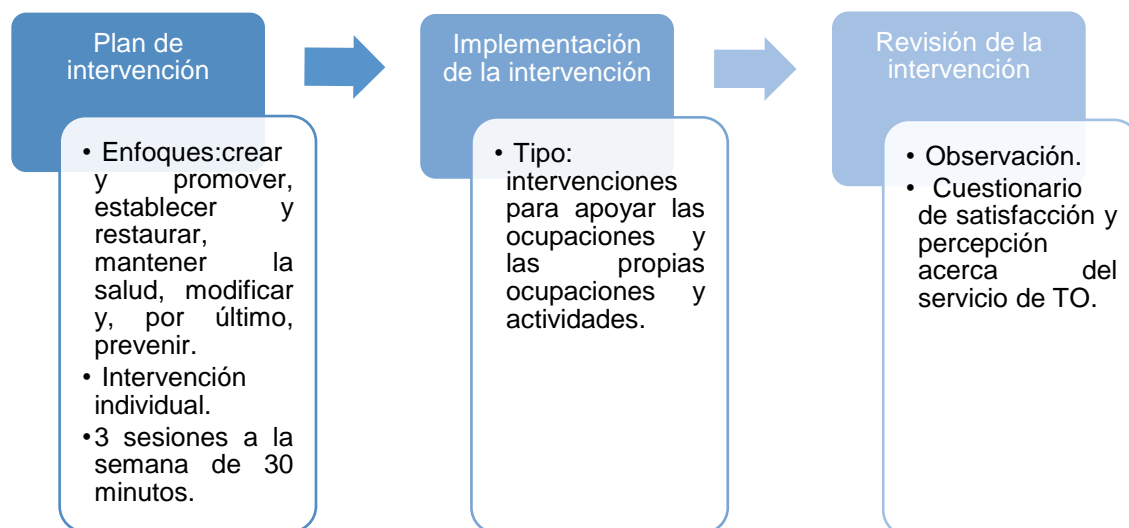 Plan de
intervención
• Enfoques:crear
y promover,
establecer y
restaurar,
mantener la
salud, modificar
y, por último,
prevenir.
• Intervención
individual.
•3 sesiones a la
semana de 30
minutos.
Implementación
de la intervención
• Tipo:
intervenciones
para apoyar las
ocupaciones y
las propias
ocupaciones y
actividades.
Revisión de la
intervención
• Observación.
• Cuestionario
de satisfacción y
percepción
acerca del
servicio de TO.